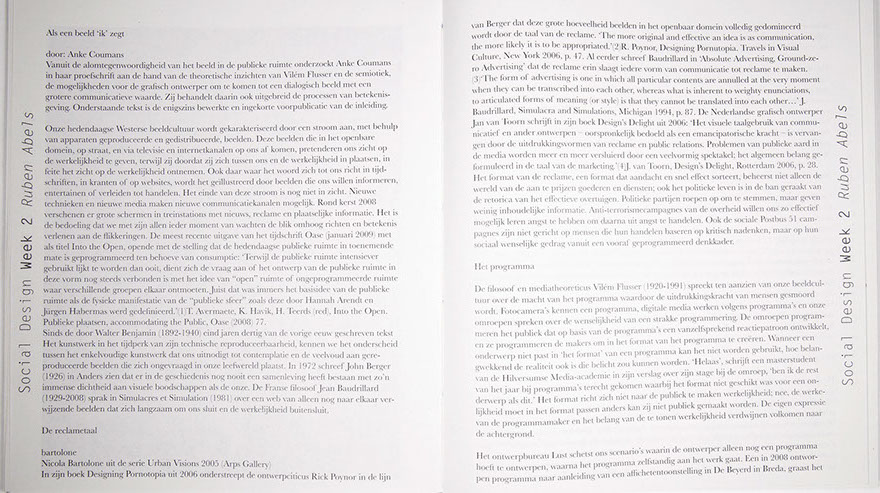 Social Design Week 2 Ruben Abels
Als een beeld 'ik' zegt
door: Anke Coumans
Vanuit de alomtegenwoordigheid van het beeld in de publieke ruimte onderzoekt Anke Coumans
in haar proefschrift aan de hand van de theoretische inzichten van Vilém Flusser en de semiotiek,
de mogelijkheden voor de grafisch ontwerper om te komen tot een dialogisch beeld met een
grotere communicatieve waarde. Zij behandelt daarin ook uitgebreid de processen van betekenis-
geving. Onderstaande tekst is de enigszins bewerkte en ingekorte voorpublicatie van de inleiding.
Onze hedendaagse Westerse beeldcultuur wordt gekarakteriseerd door een stroom aan, met behulp
van apparaten geproduceerde en gedistribueerde, beelden. Deze beelden die in het openbare
domein, op straat, en via televisie en internetkanalen op ons af komen, pretenderen ons zicht op
de werkelijkheid te geven, terwijl zij doordat zij zich tussen ons en de werkelijkheid in plaatsen, in
feite het zicht op de werkelijkheid ontnemen. Ook daar waar het woord zich tot ons richt in tijd-
schriften, in kranten of op websites, wordt het geïllustreerd door beelden die ons willen informeren,
entertainen of verleiden tot handelen. Het einde van deze stroom is nog niet in zicht. Nieuwe
technieken en nieuwe media maken nieuwe communicatiekanalen mogelijk. Rond kerst 2008
verschenen er grote schermen in treinstations met nieuws, reclame en plaatselijke informatie. Het is
de bedoeling dat we met zijn allen ieder moment van wachten de blik omhoog richten en betekenis
verlenen aan de flikkeringen. De meest recente uitgave van het tijdschrift Oase (januari 2009) met
als titel Into the Open, opende met de stelling dat de hedendaagse publieke ruimte in toenemende
mate is geprogrammeerd ten behoeve van consumptie: 'Terwijl de publieke ruimte intensiever
gebruikt lijkt te worden dan ooit, dient zich de vraag aan of het ontwerp van de publieke ruimte in
deze vorm nog steeds verbonden is met het idee van "open" ruimte of ongeprogrammeerde ruimte
waar verschillende groepen elkaar ontmoeten. Juist dat was immers het basisidee van de publieke
ruimte als de fysieke manifestatie van de "publieke sfeer" zoals deze door Hannah Arendt en
Jürgen Habermas werd gedefinieerd.'[1]T. Avermaete, K. Havik, H. Teerds (red), Into the Open.
Publieke plaatsen, accommodating the Public, Oase (2008) 77.
Sinds de door Walter Benjamin (1892-1940) eind jaren dertig van de vorige eeuw geschreven tekst
Het kunstwerk in het tijdperk van zijn technische reproduceerbaarheid, kennen we het onderscheid
tussen het enkelvoudige kunstwerk dat ons uitnodigt tot contemplatie en de veelvoud aan gere-
produceerde beelden die zich ongevraagd in onze leefwereld plaatst. In 1972 schreef John Berger
(1926) in Anders zien dat er in de geschiedenis nog nooit een samenleving heeft bestaan met zo'n
immense dichtheid aan visuele boodschappen als de onze. De Franse filosoof Jean Baudrillard
(1929-2008) sprak in Simulacres et Simulation (1981) over een web van alleen nog naar elkaar ver-
wijzende beelden dat zich langzaam om ons sluit en de werkelijkheid buitensluit.
De reclametaal
bartolone
Nicola Bartolone uit de serie Urban Visions 2005 (Arps Gallery)
In zijn boek Designing Pornotopia uit 2006 onderstreept de ontwerpcriticus Rick Poynor in de lijn
van Berger dat deze grote hoeveelheid beelden in het openbaar domein volledig gedomineerd
wordt door de taal van de reclame. 'The more original and effective an idea is as communication,
the more likely it is to be appropriated.'[2]R. Poynor, Designing Pornutopia. Travels in Visual
Culture, New York 2006, p. 47. Al eerder schreef Baudrillard in 'Absolute Advertising, Ground-ze-
ro Advertising' dat de reclame erin slaagt iedere vorm van communicatie tot reclame te maken.
[3]'The form of advertising is one in which all particular contents are annulled at the very moment
when they can be transcribed into each other, whereas what is inherent to weighty enunciations,
to articulated forms of meaning (or style) is that they cannot be translated into each other…'J.
Baudrillard, Simulacra and Simulations, Michigan 1994, p. 87. De Nederlandse grafisch ontwerper
Jan van Toorn schrijft in zijn boek Design's Delight uit 2006: 'Het visuele taalgebruik van commu-
nicatief en ander ontwerpen – oorspronkelijk bedoeld als een emancipatorische kracht – is vervan-
gen door de uitdrukkingswormen van reclame en public relations. Problemen van publieke aard in
de media worden meer en meer verduisterd door een veelvormig spektakel; het algemeen belang ge-
formuleerd in de taal van de marketing.'[4]J. van Toorn, Design's Delight, Rotterdam 2006, p. 28.
Het format van de reclame, een format dat aandacht en snel effect sorteert, beheerst niet alleen de
wereld van de aan te prijzen goederen en diensten; ook het politieke leven is in de ban geraakt van
de retorica van het effectieve overtuigen. Politieke partijen roepen op om te stemmen, maar geven
weinig inhoudelijke informatie. Anti-terrorismecampagnes van de overheid willen ons zo effectief
mogelijk leren angst te hebben om daarna uit angst te handelen. Ook de sociale Postbus 51 cam-
pagnes zijn niet gericht op mensen die hun handelen baseren op kritisch nadenken, maar op hun
sociaal wenselijke gedrag vanuit een vooraf geprogrammeerd denkkader.
Het programma
De filosoof en mediatheoreticus Vilém Flusser (1920-1991) spreekt ten aanzien van onze beeldcul-
tuur over de macht van het programma waardoor de uitdrukkingskracht van mensen gesmoord
wordt. Fotocamera's kennen een programma, digitale media werken volgens programma's en onze
omroepen spreken over de wenselijkheid van een strakke programmering. De omroepen program-
meren het publiek dat op basis van de programma's een vanzelfsprekend reactiepatroon ontwikkelt,
en ze programmeren de makers om in het format van het programma te creëren. Wanneer een
onderwerp niet past in 'het format' van een programma kan het niet worden gebruikt, hoe belan-
gwekkend de realiteit ook is die belicht zou kunnen worden. 'Helaas', schrijft een masterstudent
van de Hilversumse Media-academie in zijn verslag over zijn stage bij de omroep, 'ben ik de rest
van het jaar bij programma's terecht gekomen waarbij het format niet geschikt was voor een on-
derwerp als dit.' Het format richt zich niet naar de publiek te maken werkelijkheid; nee, de werke-
lijkheid moet in het format passen anders kan zij niet publiek gemaakt worden. De eigen expressie
van de programmamaker en het belang van de te tonen werkelijkheid verdwijnen volkomen naar
de achtergrond.
Het ontwerpbureau Lust schetst ons scenario's waarin de ontwerper alleen nog een programma
hoeft te ontwerpen, waarna het programma zelfstandig aan het werk gaat. Een in 2008 ontwor-
pen programma naar aanleiding van een affichetentoonstelling in De Beyerd in Breda, graast het
Social Design Week 2 Ruben Abels